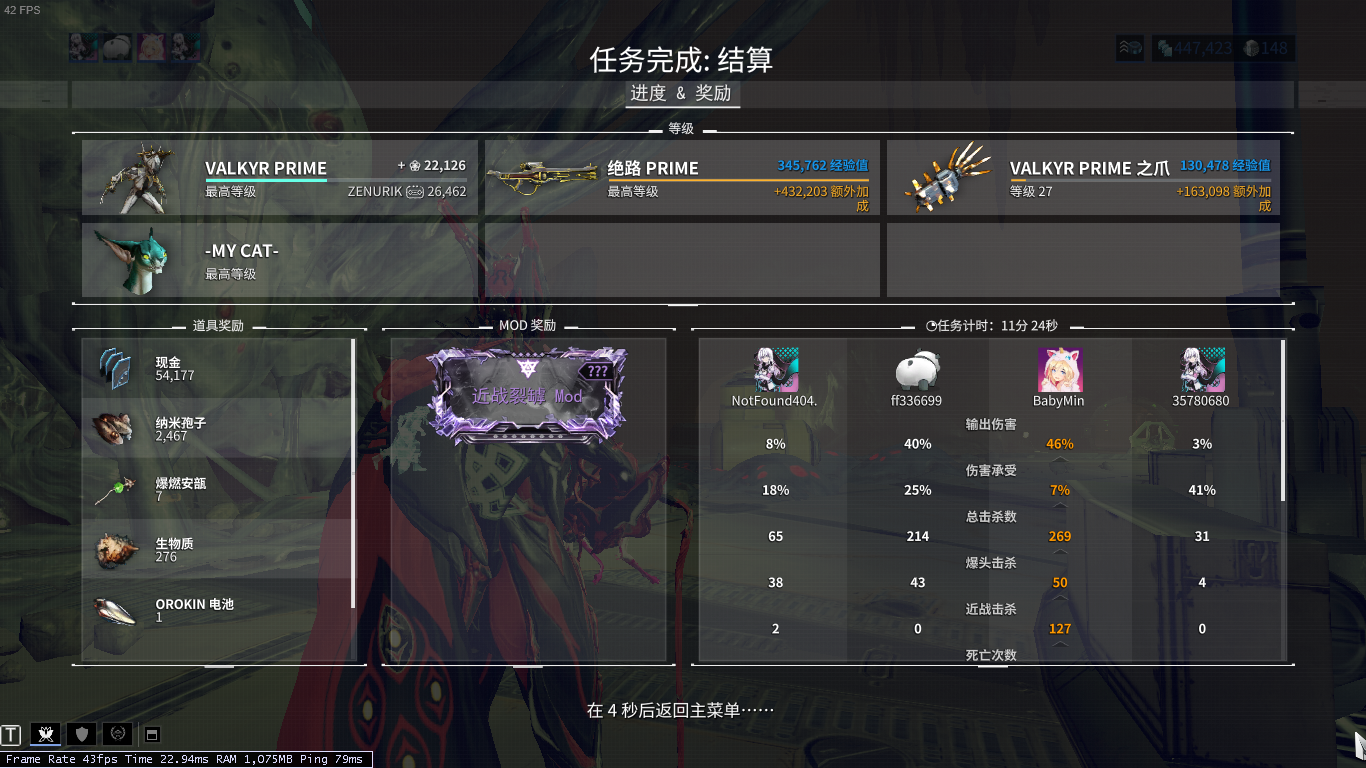 42 FPS
447,423 148
任务完成: 结算
进度 & 奖励
等级
VALKYR PRIME + 22,126
最高等级 ZENURIK 26,462
绝路 PRIME 345,762 经验值
最高等级 +432,203 额外加
成
VALKYR PRIME 之爪 130,478 经验值
等级 27 +163,098 额外加
成
-MY CAT-
最高等级
道具奖励
现金
54,177
纳米孢子
2,467
爆燃安瓿
7
生物质
276
OROKIN 电池
1
MOD 奖励
???
近战裂罅 Mod
任务计时：11分 24秒
NotFound404. ff336699 BabyMin 35780680
输出伤害
8% 40% 46% 3%
伤害承受
18% 25% 7% 41%
总击杀数
65 214 269 31
爆头击杀
38 43 50 4
近战击杀
2 0 127 0
死亡次数
在 4 秒后返回主菜单……
T
Frame Rate 43fps Time 22.94ms RAM 1,075MB Ping 79ms